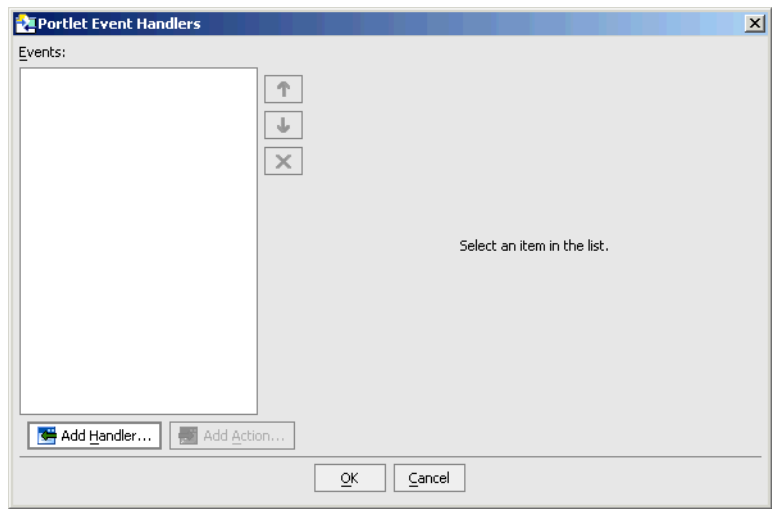 Portlet Event Handlers
Events:
Select an item in the list.
Add Handler... Add Action...
OK Cancel